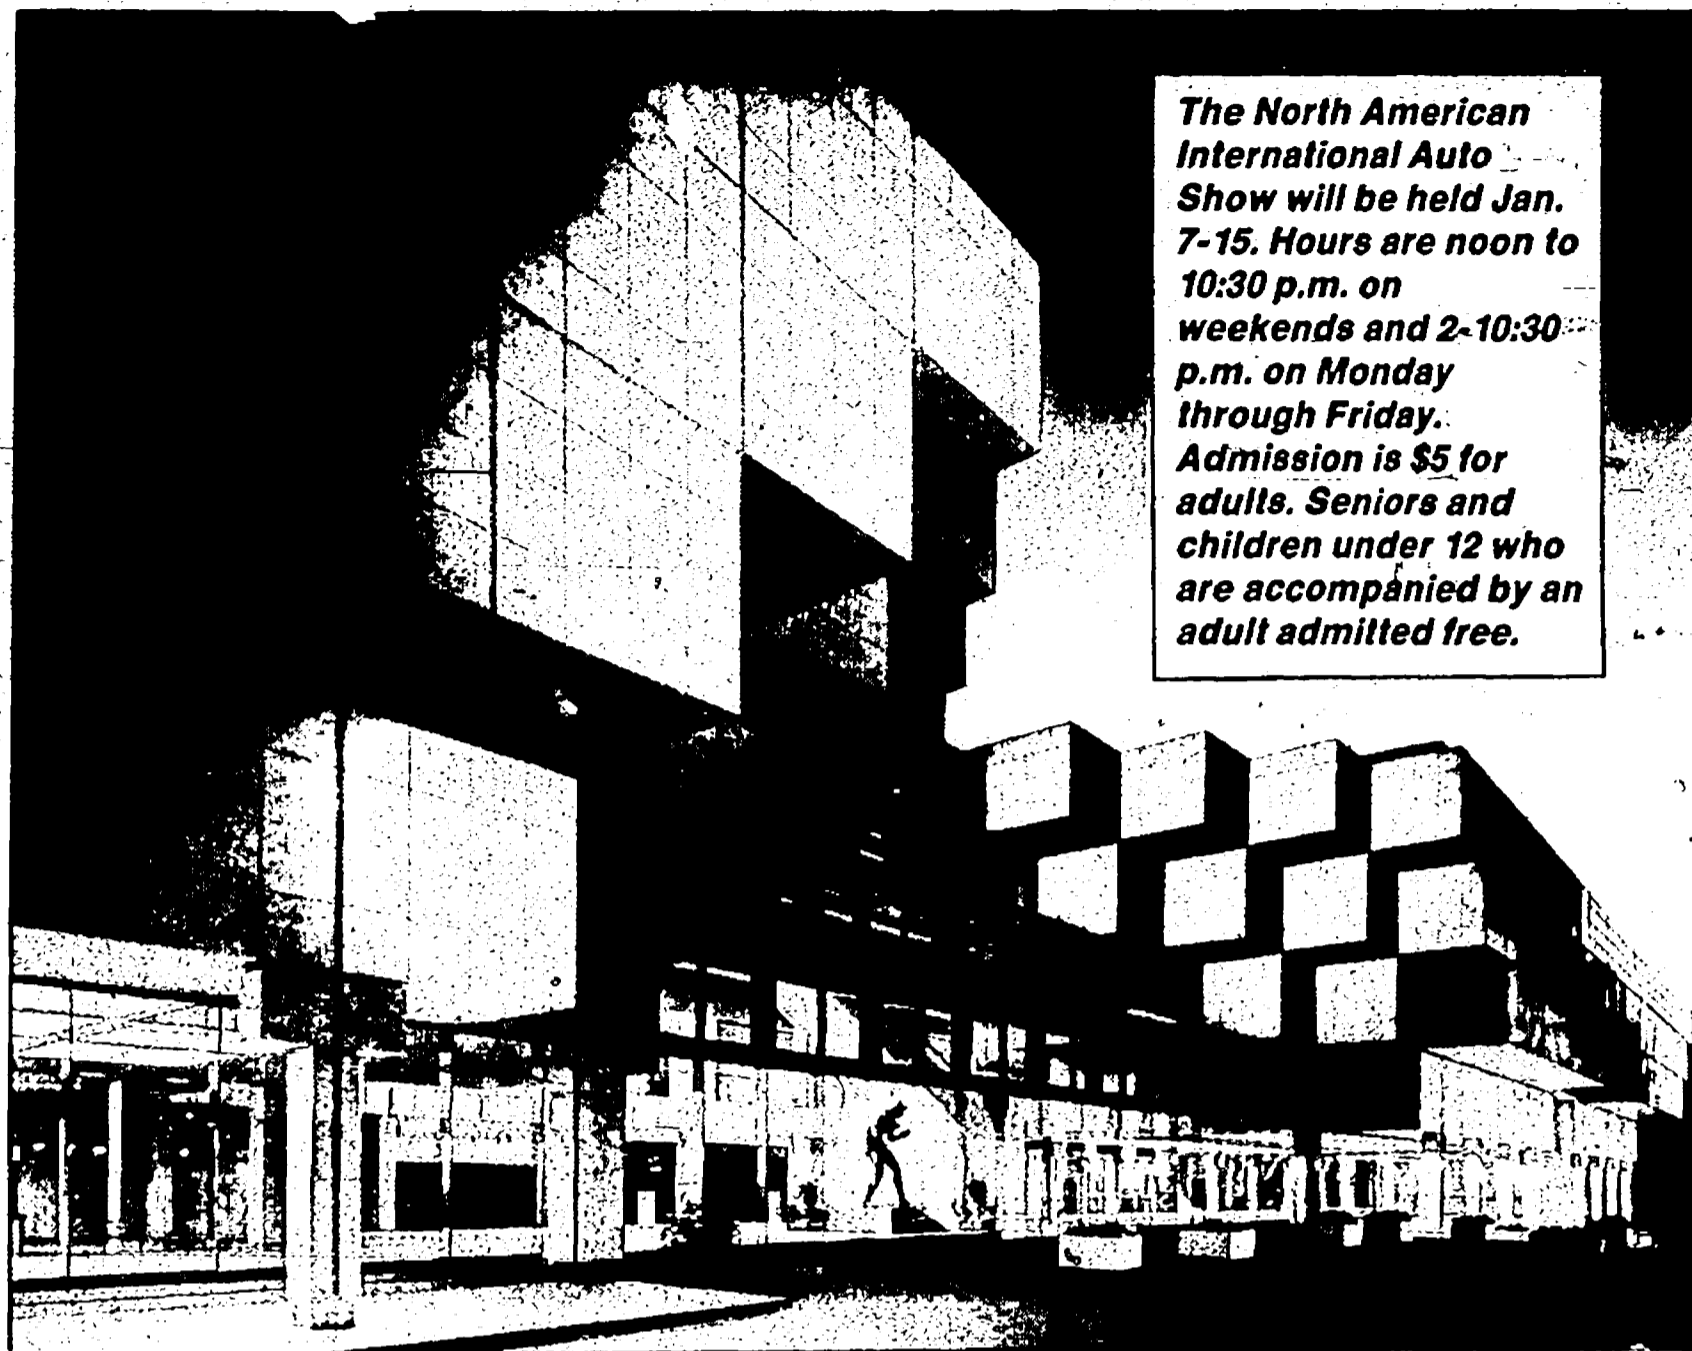 The North American
International Auto
Show will be held Jan.
7-15. Hours are noon to
10:30 p.m. on
weekends and 2-10:30
p.m. on Monday
through Friday.
Admission is $5 for
adults. Seniors and
children under 12 who
are accompanied by an
adult admitted free.